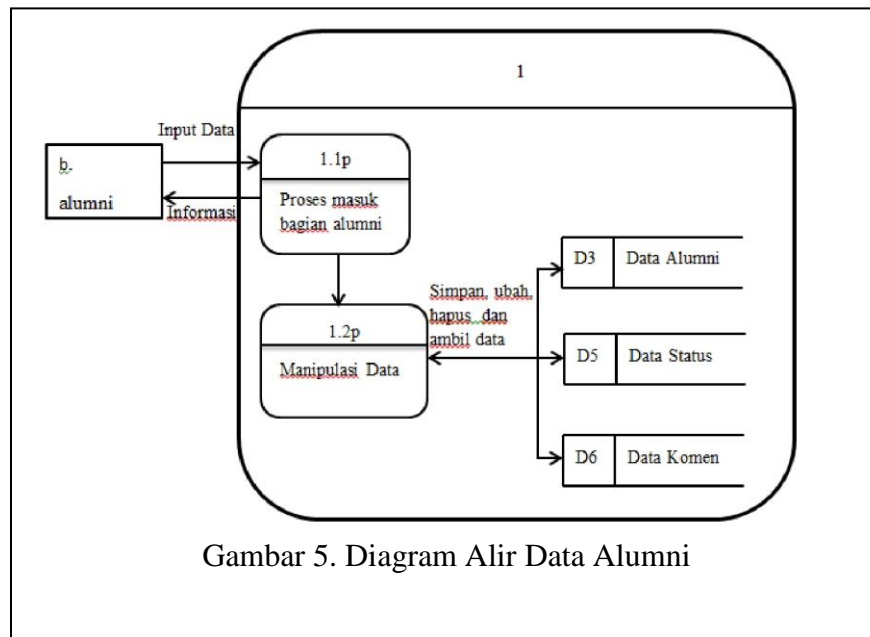 1
Input Data
b-
alumni
Informasi
1.1p
Proses masuk
bagian alumni
Simpan, ubah,
hapus dan
ambil data
1.2p
Manipulasi Data
D3 Data Alumni
D5 Data Status
D6 Data Komen
Gambar 5. Diagram Alir Data Alumni